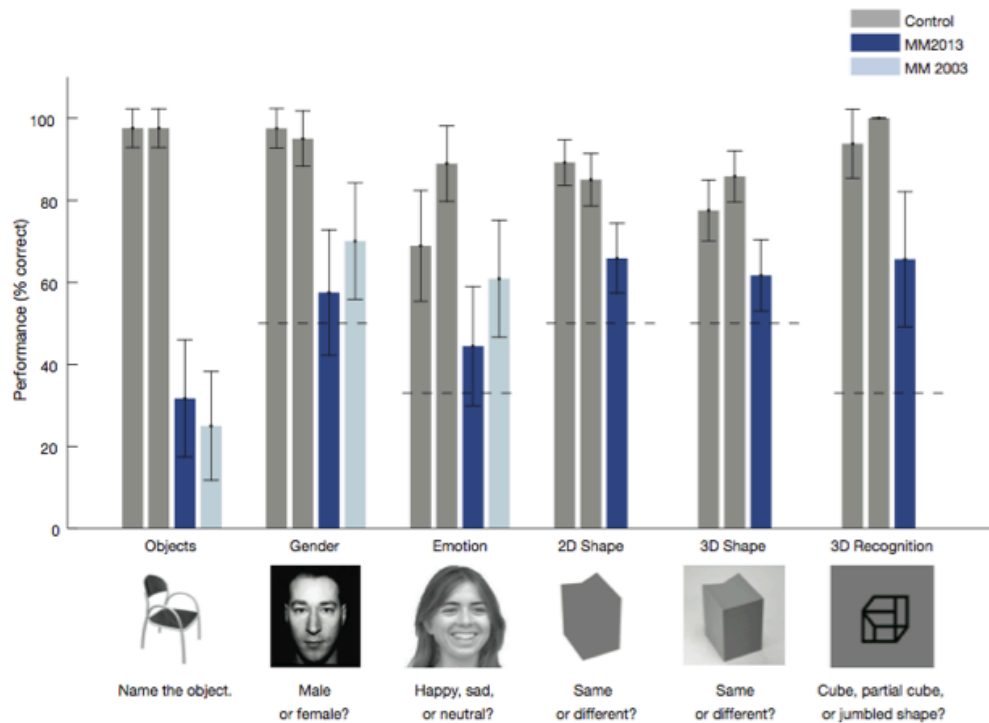 Control
MM2013
MM 2003
100
80
60
40
20
0
Performance (% correct)
Objects
Gender
Emotion
2D Shape
3D Shape
3D Recognition
Name the object.
Male
or female?
Happy, sad,
or neutral?
Same
or different?
Same
or different?
Cube, partial cube,
or jumbled shape?